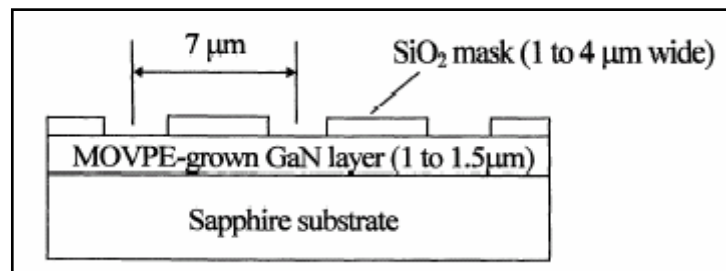 7 μm
SiO₂ mask (1 to 4 μm wide)
MOVPE-grown GaN layer (1 to 1.5μm)
Sapphire substrate